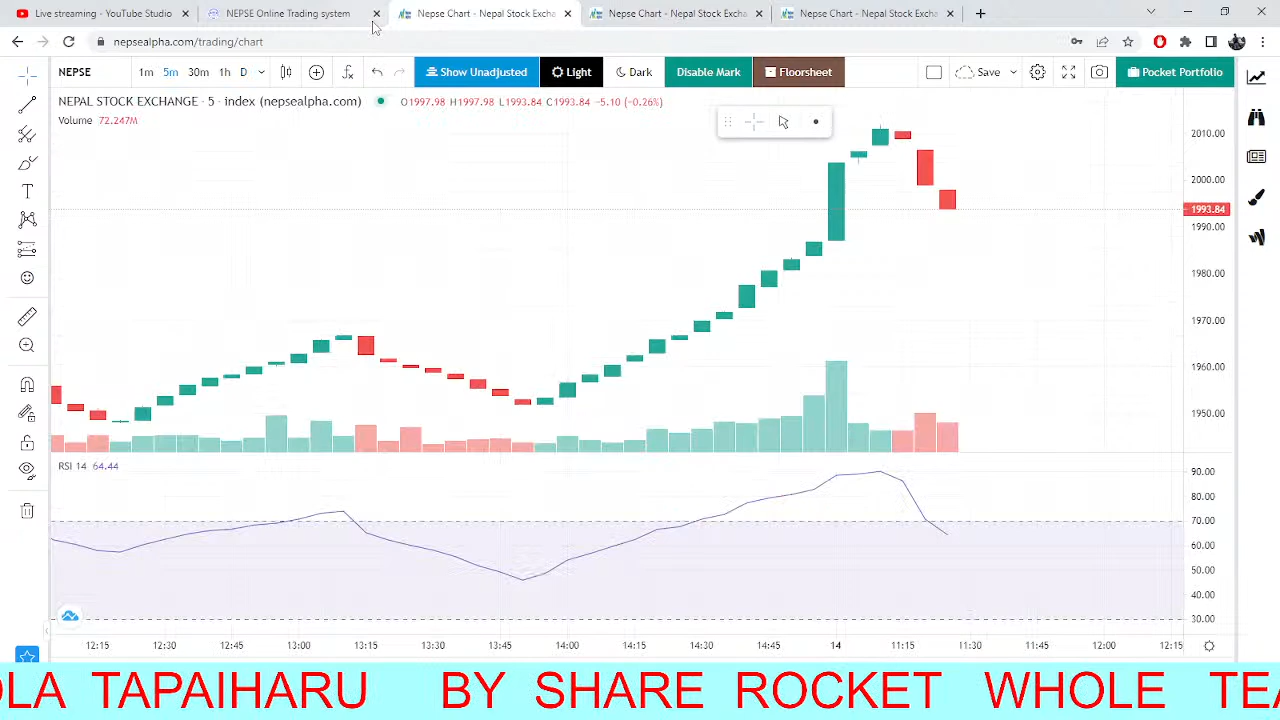 Live streaming - YouTube Studio
NEPSE Online Trading system
Nepse Chart - Nepal Stock Excha
Nepse Chart - Nepal Stock Excha
Nepse Chart - Nepal Stock Excha
nepsealpha.com/trading/chart
NEPSE 1m 5m 30m 1h D Show Unadjusted Light Dark Disable Mark Floorsheet Save Pocket Portfolio
NEPAL STOCK EXCHANGE · 5 · index (nepsealpha.com) O1997.98 H1997.98 L1993.84 C1993.84 −5.10 (−0.26%)
Volume 72.247M
2010.00
2000.00
1993.84
1990.00
1980.00
1970.00
1960.00
1950.00
RSI 14 64.44
90.00
80.00
70.00
60.00
50.00
40.00
30.00
12:15 12:30 12:45 13:00 13:15 13:30 13:45 14:00 14:15 14:30 14:45 14 11:15 11:30 11:45 12:00 12:15
OLA TAPAIHARU BY SHARE ROCKET WHOLE TEA